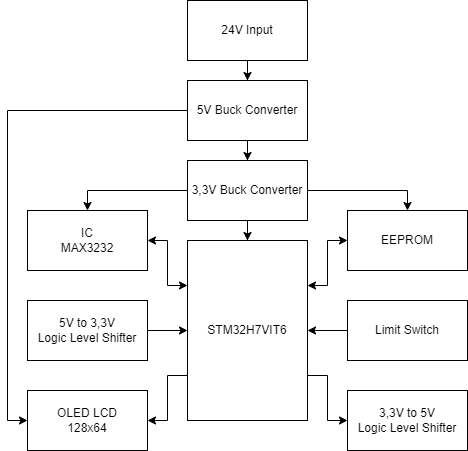 24V Input
5V Buck Converter
3,3V Buck Converter
IC
MAX3232
EEPROM
5V to 3,3V
Logic Level Shifter
STM32H7VIT6
Limit Switch
OLED LCD
128x64
3,3V to 5V
Logic Level Shifter